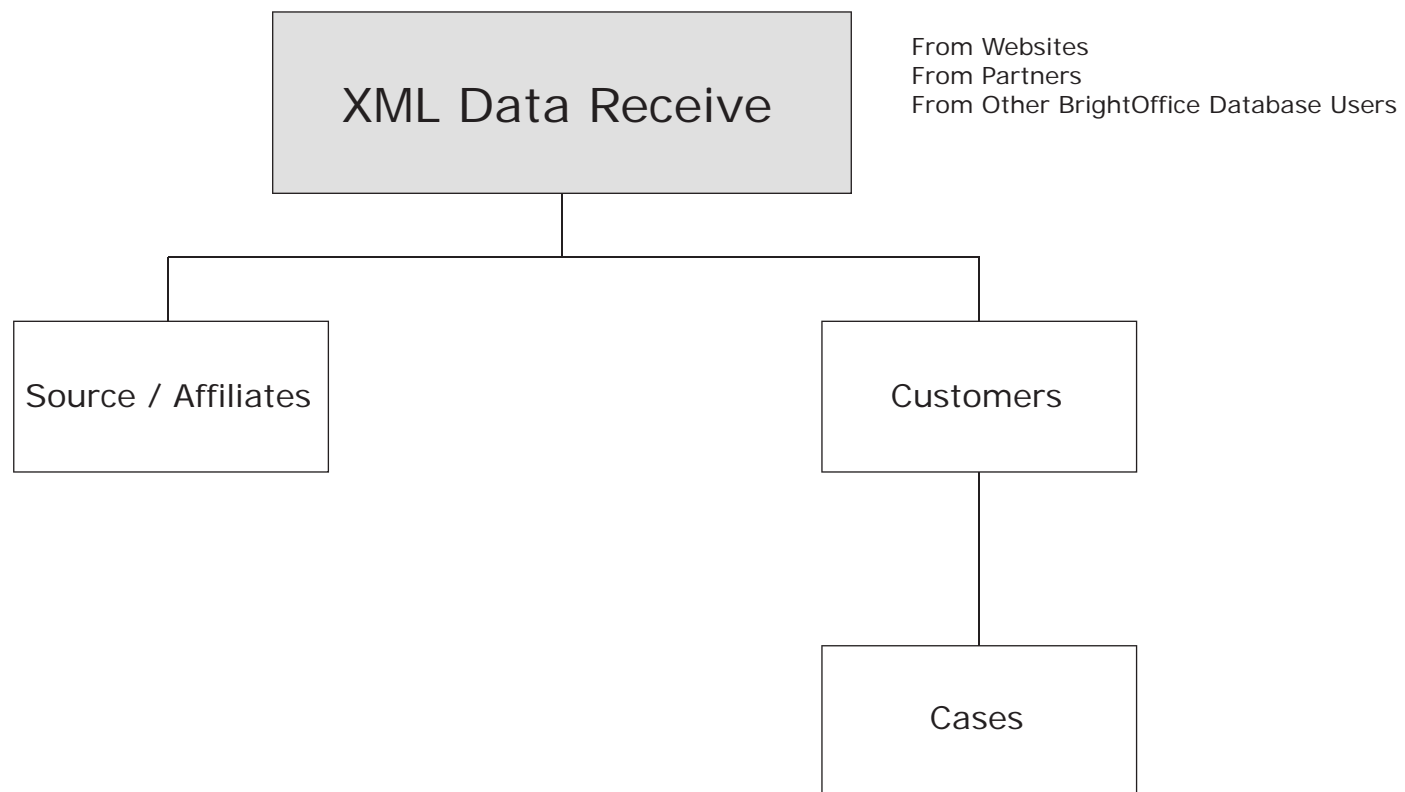 XML Data Receive
From Websites
From Partners
From Other BrightOffice Database Users
Source / Affiliates
Customers
Cases